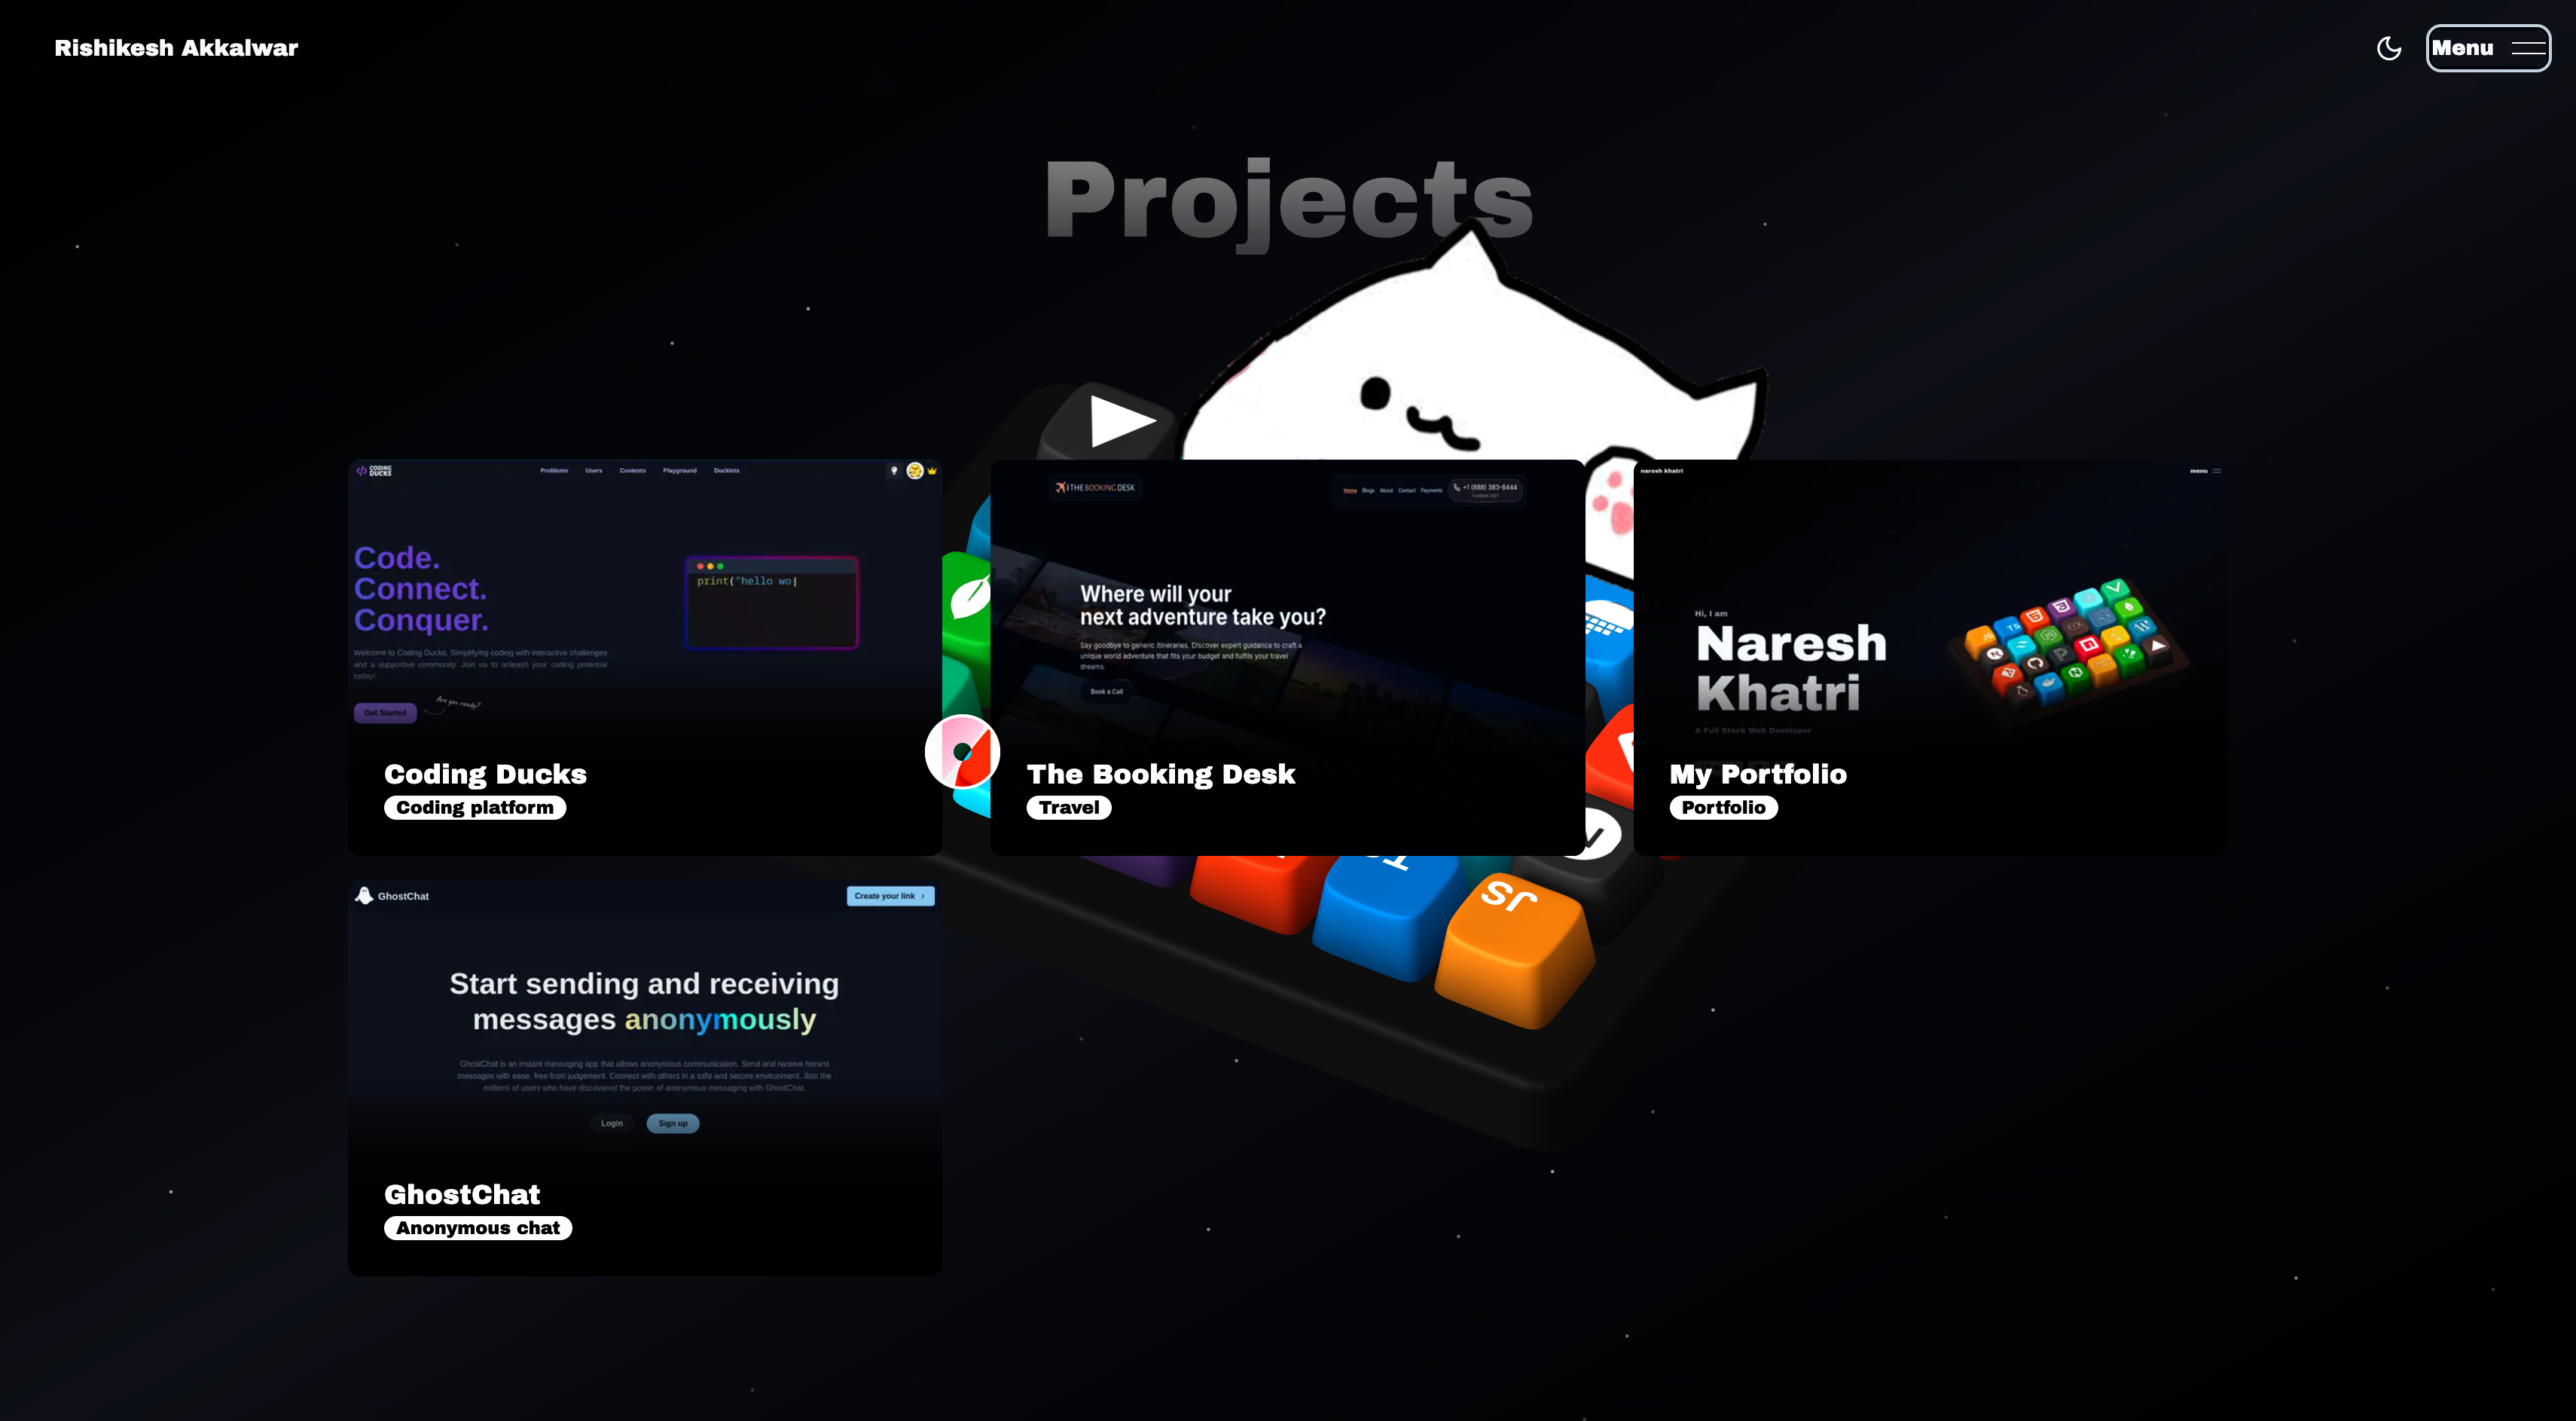 Rishikesh Akkalwar
Menu
Projects
CODING
DUCKS
Problems Users Contests Playground Ducklets
Code.
Connect.
Conquer.
print("hello wo|
Welcome to Coding Ducks. Simplifying coding with interactive challenges
and a supportive community. Join us to unleash your coding potential
today!
Get Started
Are you ready?
Coding Ducks
Coding platform
THE BOOKING DESK
Home Blogs About Contact Payments
+1 (888) 383-8444
Where will your
next adventure take you?
Say goodbye to generic itineraries. Discover expert guidance to craft a
unique world adventure that fits your budget and fulfils your travel
dreams.
Book a Call
The Booking Desk
Travel
naresh khatri
menu
Hi, I am
Naresh
Khatri
A Full Stack Web Developer
JS TS
My Portfolio
Portfolio
JS
GhostChat
Create your link
Start sending and receiving
messages anonymously
GhostChat is an instant messaging app that allows anonymous communication. Send and receive honest
messages with ease, free from judgement. Connect with others in a safe and secure environment. Join the
millions of users who have discovered the power of anonymous messaging with GhostChat.
Login
Sign up
GhostChat
Anonymous chat